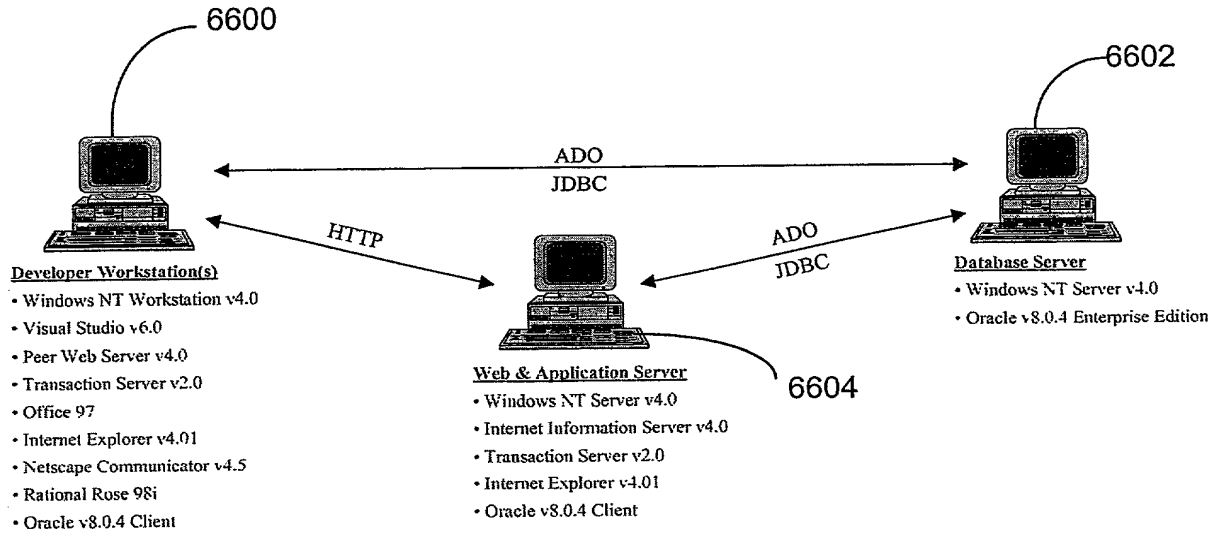 6600
6602
ADO
JDBC
HTTP
ADO
JDBC
Developer Workstation(s)
• Windows NT Workstation v4.0
• Visual Studio v6.0
• Peer Web Server v4.0
• Transaction Server v2.0
• Office 97
• Internet Explorer v4.01
• Netscape Communicator v4.5
• Rational Rose 98i
• Oracle v8.0.4 Client
Web & Application Server
• Windows NT Server v4.0
• Internet Information Server v4.0
• Transaction Server v2.0
• Internet Explorer v4.01
• Oracle v8.0.4 Client
6604
Database Server
• Windows NT Server v4.0
• Oracle v8.0.4 Enterprise Edition